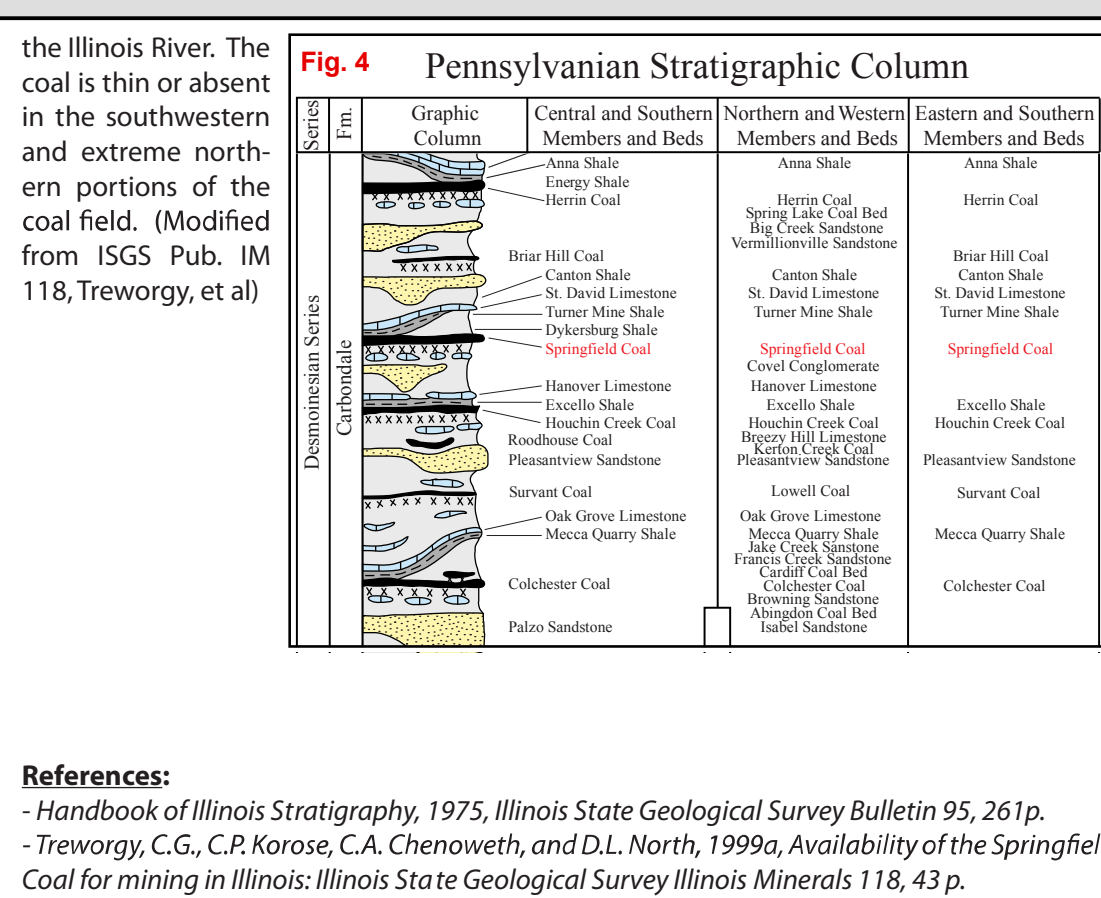 the Illinois River. The
coal is thin or absent
in the southwestern
and extreme north-
ern portions of the
coal field. (Modified
from ISGS Pub. IM
118, Treworgy, et al)
Fig. 4
Pennsylvanian Stratigraphic Column
Series
Fm.
Graphic
Column
Central and Southern
Members and Beds
Northern and Western
Members and Beds
Eastern and Southern
Members and Beds
Desmoinesian Series
Carbondale
Anna Shale
Energy Shale
Herrin Coal
Briar Hill Coal
Canton Shale
St. David Limestone
Turner Mine Shale
Dykersburg Shale
Springfield Coal
Hanover Limestone
Excello Shale
Houchin Creek Coal
Roodhouse Coal
Pleasantview Sandstone
Survant Coal
Oak Grove Limestone
Mecca Quarry Shale
Colchester Coal
Palzo Sandstone
Anna Shale
Herrin Coal
Spring Lake Coal Bed
Big Creek Sandstone
Vermillionville Sandstone
Canton Shale
St. David Limestone
Turner Mine Shale
Springfield Coal
Covel Conglomerate
Hanover Limestone
Excello Shale
Houchin Creek Coal
Breezy Hill Limestone
Kerton Creek Coal
Pleasantview Sandstone
Lowell Coal
Oak Grove Limestone
Mecca Quarry Shale
Jake Creek Sanstone
Francis Creek Sandstone
Cardiff Coal Bed
Colchester Coal
Browning Sandstone
Abingdon Coal Bed
Isabel Sandstone
Anna Shale
Herrin Coal
Briar Hill Coal
Canton Shale
St. David Limestone
Turner Mine Shale
Springfield Coal
Excello Shale
Houchin Creek Coal
Pleasantview Sandstone
Survant Coal
Mecca Quarry Shale
Colchester Coal
References:
- Handbook of Illinois Stratigraphy, 1975, Illinois State Geological Survey Bulletin 95, 261p.
- Treworgy, C.G., C.P. Korose, C.A. Chenoweth, and D.L. North, 1999a, Availability of the Springfiel
Coal for mining in Illinois: Illinois State Geological Survey Illinois Minerals 118, 43 p.